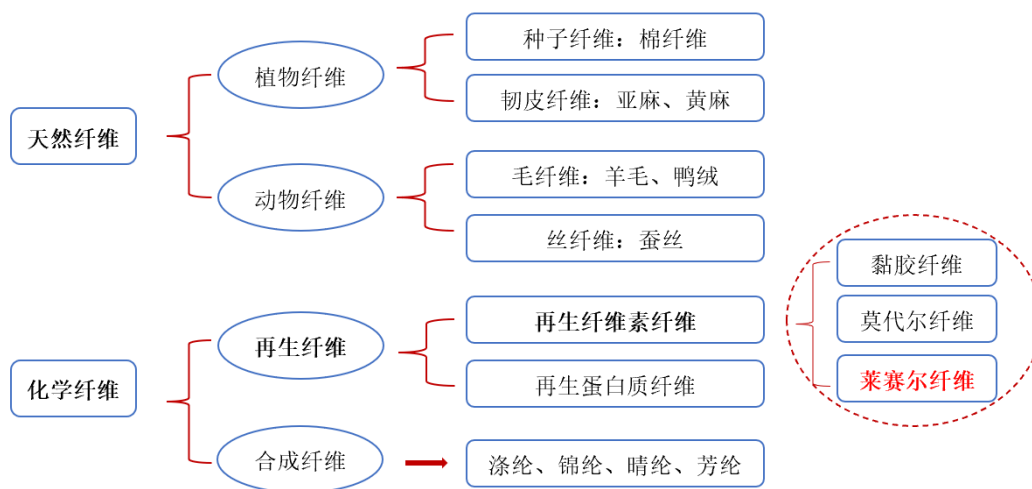 天然纤维
植物纤维
种子纤维：棉纤维
韧皮纤维：亚麻、黄麻
动物纤维
毛纤维：羊毛、鸭绒
丝纤维：蚕丝
化学纤维
再生纤维
再生纤维素纤维
黏胶纤维
莫代尔纤维
莱赛尔纤维
再生蛋白质纤维
合成纤维
涤纶、锦纶、晴纶、芳纶